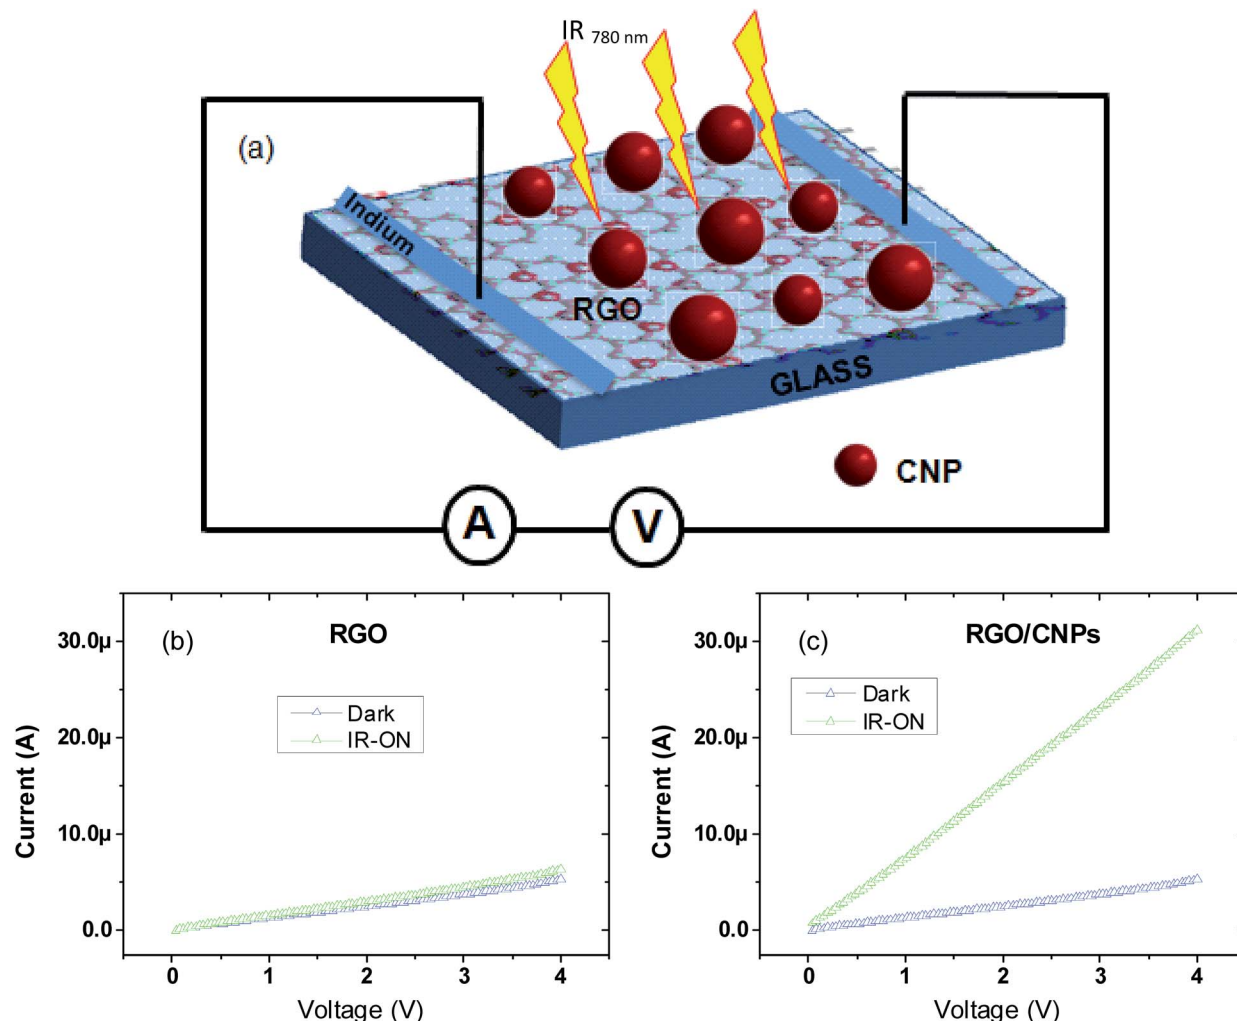 IR 780 nm
(a)
Indium
RGO
GLASS
CNP
A
V
(b)
RGO
Dark
IR-ON
30.0µ
20.0µ
10.0µ
0.0
Current (A)
0 1 2 3 4
Voltage (V)
(c)
RGO/CNPs
Dark
IR-ON
30.0µ
20.0µ
10.0µ
0.0
Current (A)
0 1 2 3 4
Voltage (V)